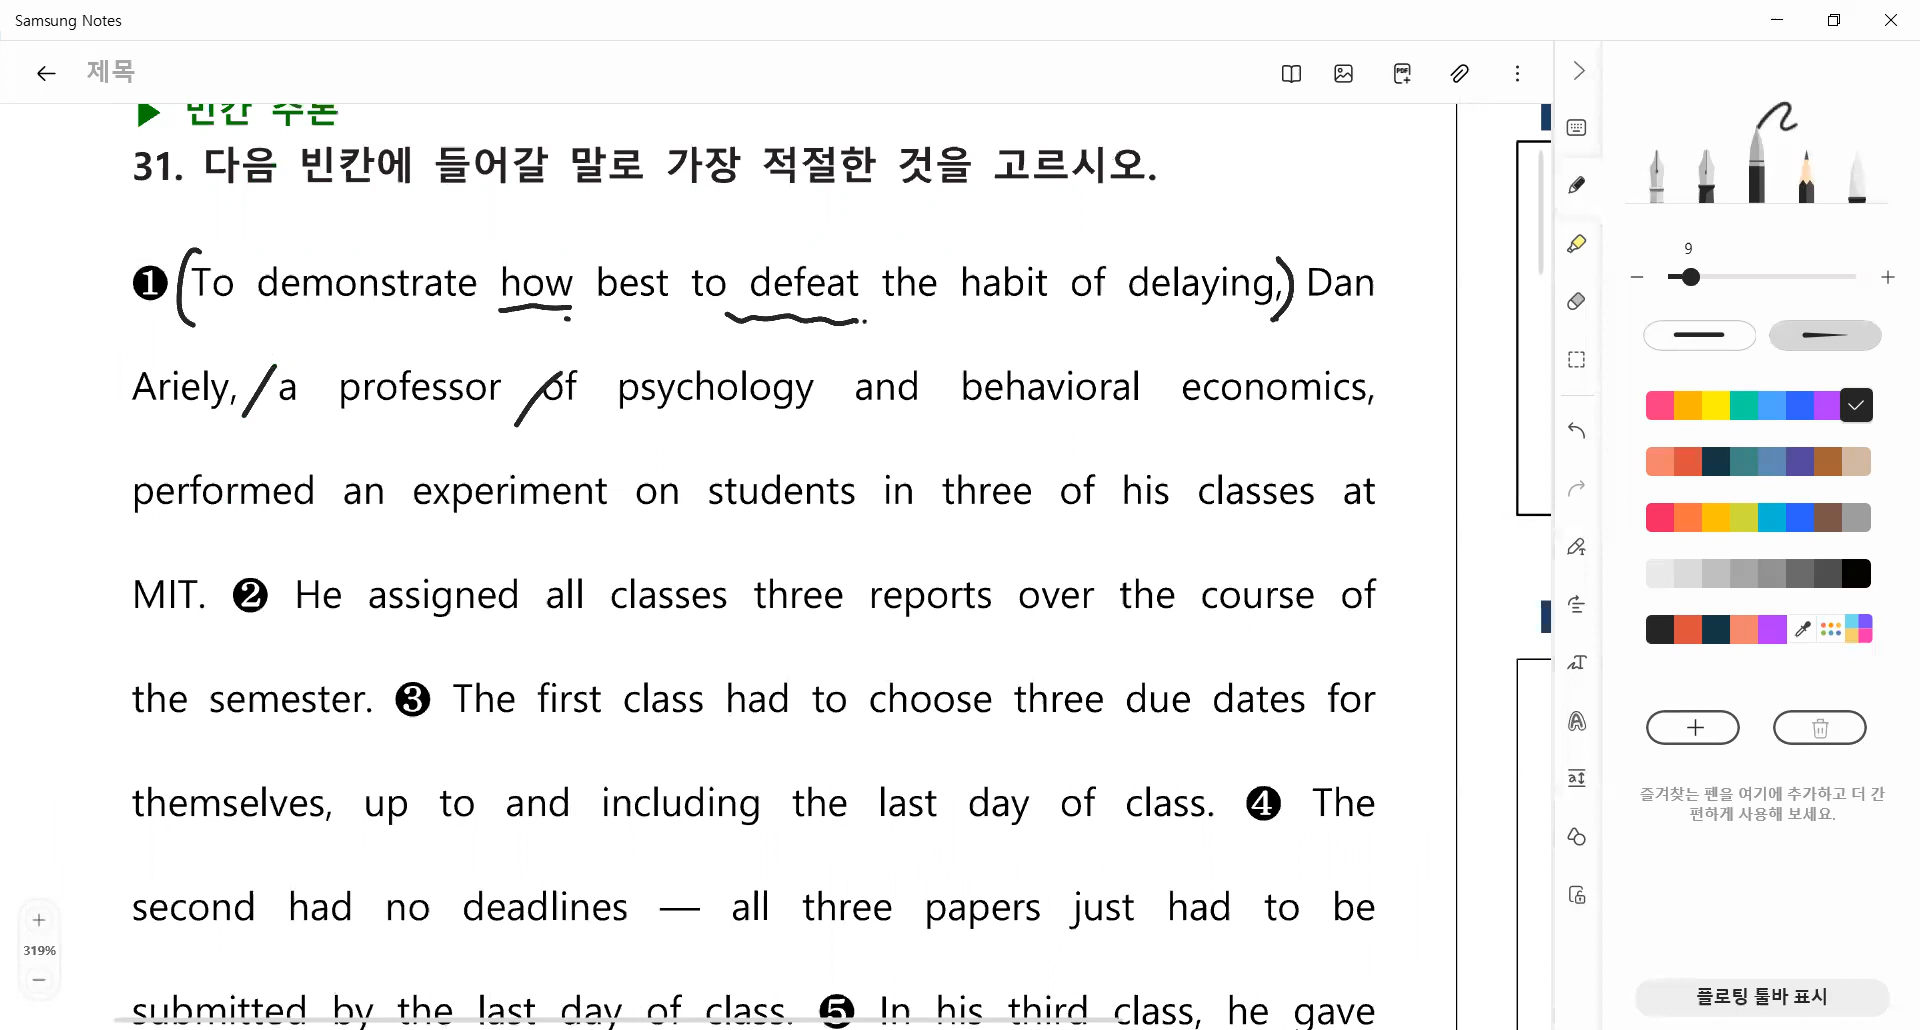 Samsung Notes
제목
▶ 빈칸 추론
31. 다음 빈칸에 들어갈 말로 가장 적절한 것을 고르시오.
❶ (To demonstrate how best to defeat the habit of delaying,) Dan
Ariely, / a professor / of psychology and behavioral economics,
performed an experiment on students in three of his classes at
MIT. ❷ He assigned all classes three reports over the course of
the semester. ❸ The first class had to choose three due dates for
themselves, up to and including the last day of class. ❹ The
second had no deadlines — all three papers just had to be
submitted by the last day of class. ❺ In his third class, he gave
319%
9
즐겨찾는 펜을 여기에 추가하고 더 간
편하게 사용해 보세요.
플로팅 툴바 표시